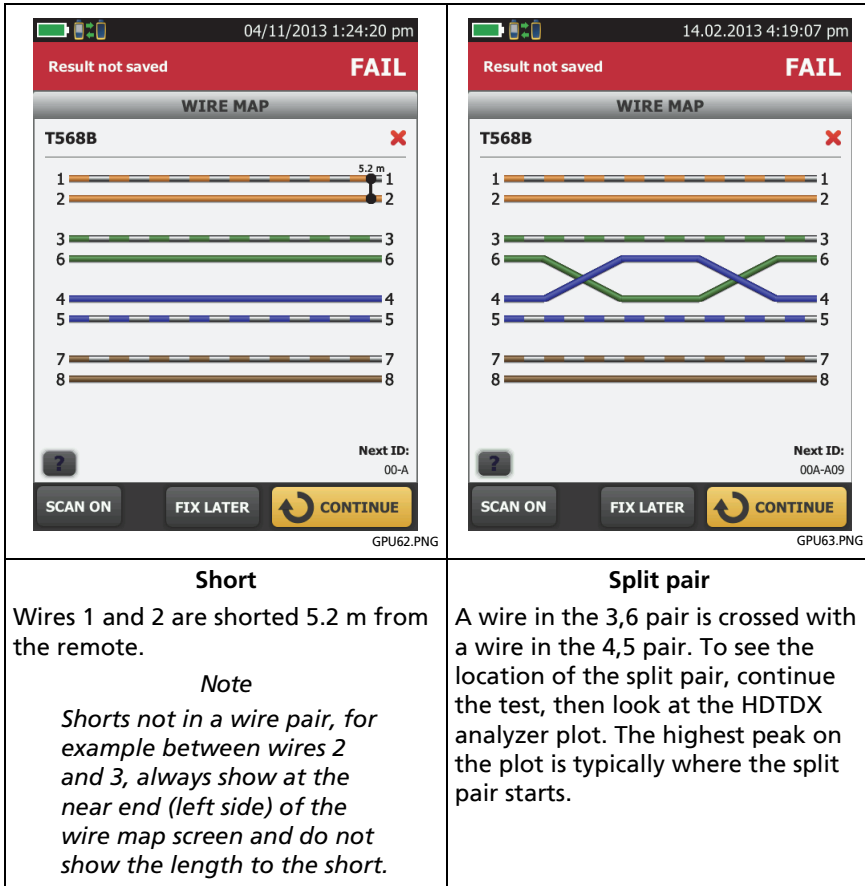 04/11/2013 1:24:20 pm
Result not saved FAIL
WIRE MAP
T568B
5.2 m
1 1
2 2
3 3
6 6
4 4
5 5
7 7
8 8
Next ID:
00-A
?
SCAN ON FIX LATER CONTINUE
GPU62.PNG
Short
Wires 1 and 2 are shorted 5.2 m from
the remote.
Note
Shorts not in a wire pair, for
example between wires 2
and 3, always show at the
near end (left side) of the
wire map screen and do not
show the length to the short.
14.02.2013 4:19:07 pm
Result not saved FAIL
WIRE MAP
T568B
1 1
2 2
3 3
6 6
4 4
5 5
7 7
8 8
Next ID:
00A-A09
?
SCAN ON FIX LATER CONTINUE
GPU63.PNG
Split pair
A wire in the 3,6 pair is crossed with
a wire in the 4,5 pair. To see the
location of the split pair, continue
the test, then look at the HDTDX
analyzer plot. The highest peak on
the plot is typically where the split
pair starts.